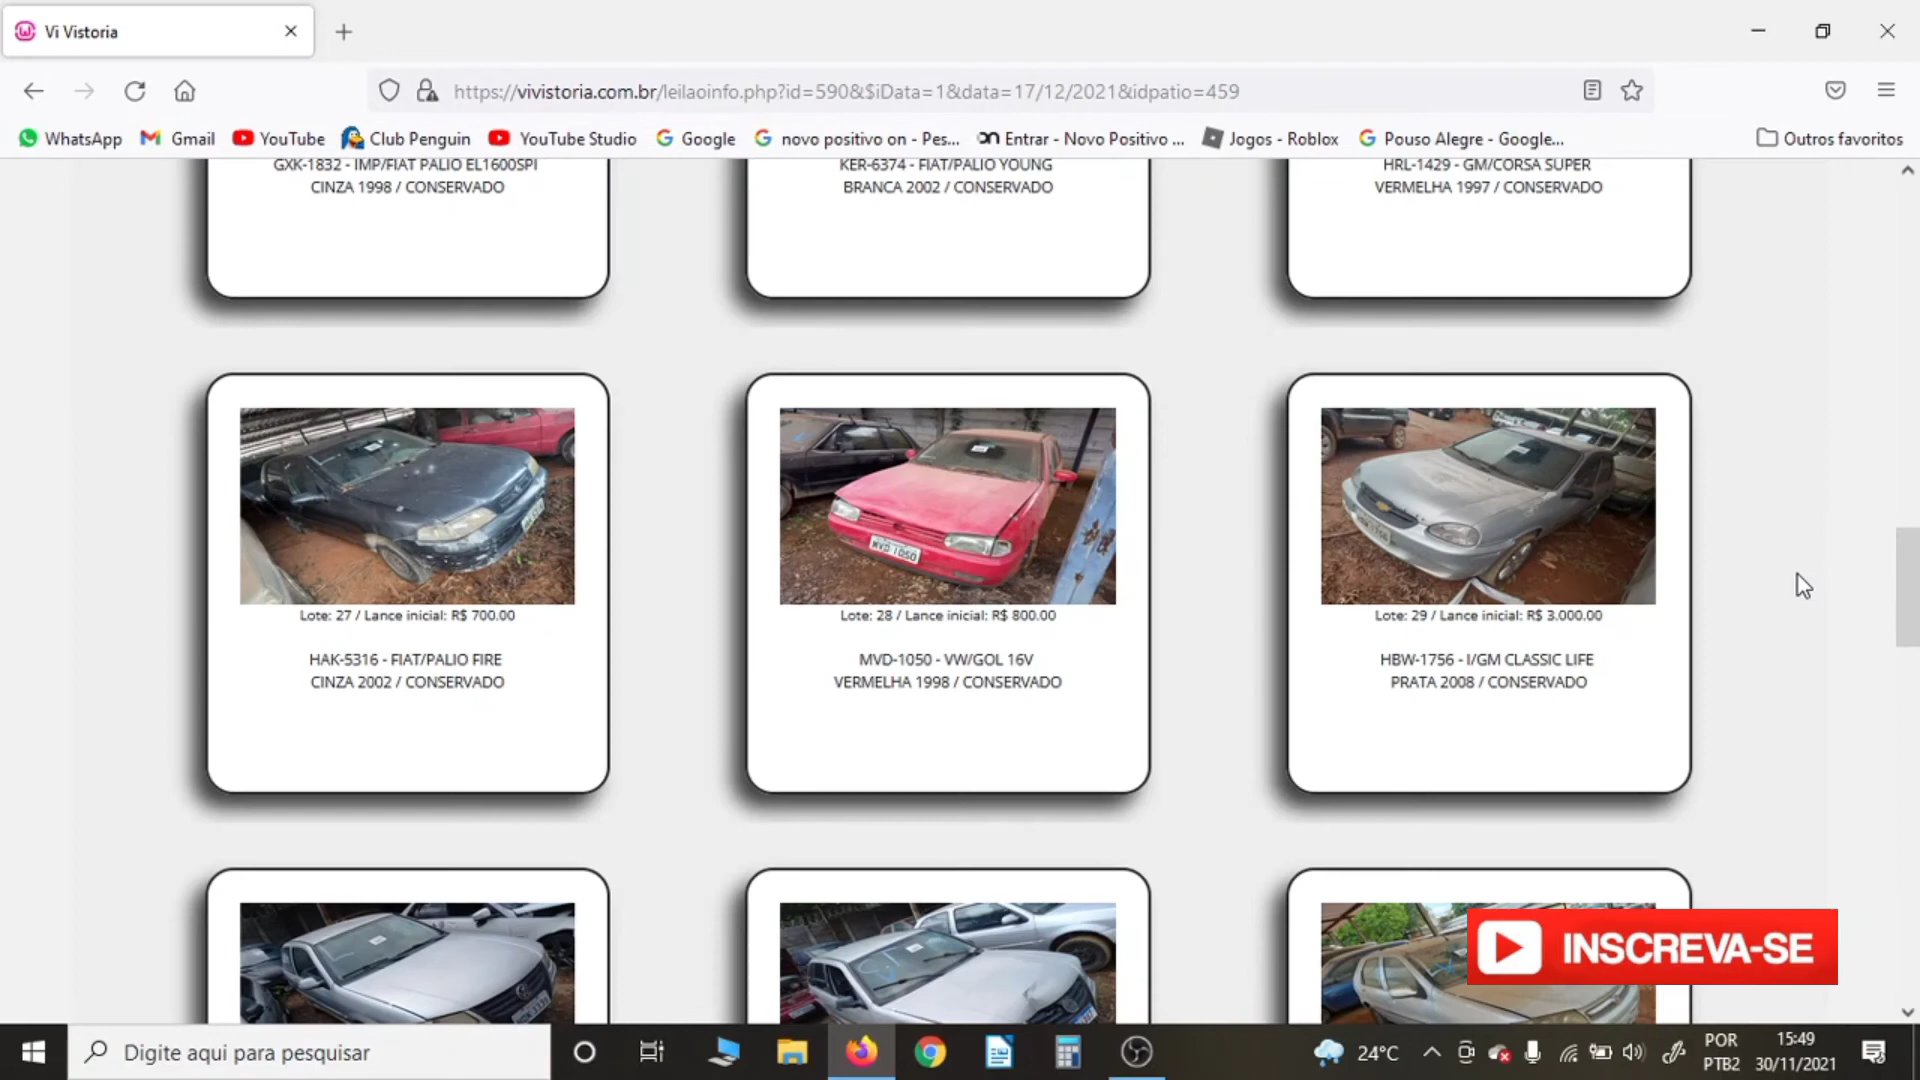 Vi Vistoria
https://vivistoria.com.br/leilaoinfo.php?id=590&$iData=1&data=17/12/2021&idpatio=459
WhatsApp Gmail YouTube Club Penguin YouTube Studio Google novo positivo on - Pes... Entrar - Novo Positivo ... Jogos - Roblox Pouso Alegre - Google... Outros favoritos
GXK-1832 - IMP/FIAT PALIO EL1600SPI
CINZA 1998 / CONSERVADO
KER-6374 - FIAT/PALIO YOUNG
BRANCA 2002 / CONSERVADO
HRL-1429 - GM/CORSA SUPER
VERMELHA 1997 / CONSERVADO
Lote: 27 / Lance inicial: R$ 700.00
HAK-5316 - FIAT/PALIO FIRE
CINZA 2002 / CONSERVADO
MVD 1050
Lote: 28 / Lance inicial: R$ 800.00
MVD-1050 - VW/GOL 16V
VERMELHA 1998 / CONSERVADO
Lote: 29 / Lance inicial: R$ 3.000.00
HBW-1756 - I/GM CLASSIC LIFE
PRATA 2008 / CONSERVADO
INSCREVA-SE
Digite aqui para pesquisar
24°C
POR
PTB2
15:49
30/11/2021